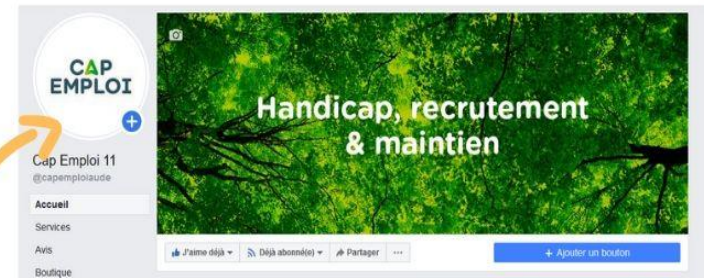 CAP
EMPLOI
Handicap, recrutement
& maintien
Cap Emploi 11
@capemploiaude
Accueil
Services
Avis
Boutique
J'aime déjà
Déjà abonné(e)
Partager
+ Ajouter un bouton